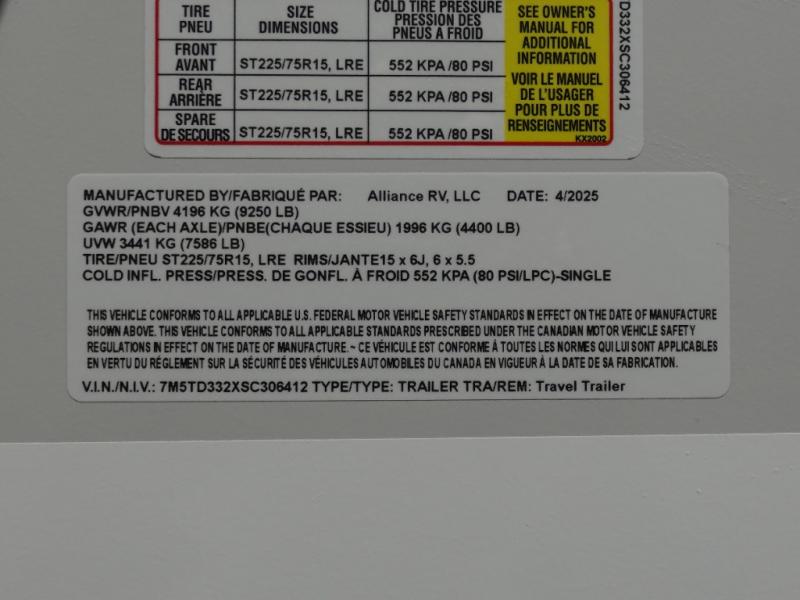 TIRE PNEU SIZE DIMENSIONS COLD TIRE PRESSURE PRESSION DES PNEUS A FROID
FRONT AVANT ST225/75R15, LRE 552 KPA /80 PSI
REAR ARRIÈRE ST225/75R15, LRE 552 KPA /80 PSI
SPARE DE SECOURS ST225/75R15, LRE 552 KPA /80 PSI
SEE OWNER'S
MANUAL FOR
ADDITIONAL
INFORMATION
VOIR LE MANUEL
DE L'USAGER
POUR PLUS DE
RENSEIGNEMENTS
KX2002
D332XSC306412
MANUFACTURED BY/FABRIQUÉ PAR: Alliance RV, LLC DATE: 4/2025
GVWR/PNBV 4196 KG (9250 LB)
GAWR (EACH AXLE)/PNBE(CHAQUE ESSIEU) 1996 KG (4400 LB)
UVW 3441 KG (7586 LB)
TIRE/PNEU ST225/75R15, LRE RIMS/JANTE15 x 6J, 6 x 5.5
COLD INFL. PRESS/PRESS. DE GONFL. À FROID 552 KPA (80 PSI/LPC)-SINGLE
THIS VEHICLE CONFORMS TO ALL APPLICABLE U.S. FEDERAL MOTOR VEHICLE SAFETY STANDARDS IN EFFECT ON THE DATE OF MANUFACTURE
SHOWN ABOVE. THIS VEHICLE CONFORMS TO ALL APPLICABLE STANDARDS PRESCRIBED UNDER THE CANADIAN MOTOR VEHICLE SAFETY
REGULATIONS IN EFFECT ON THE DATE OF MANUFACTURE. ~ CE VÉHICULE EST CONFORME À TOUTES LES NORMES QUI LUI SONT APPLICABLES
EN VERTU DU RÉGLEMENT SUR LA SÉCURITÉ DES VÉHICULES AUTOMOBILES DU CANADA EN VIGUEUR À LA DATE DE SA FABRICATION.
V.I.N./N.I.V.: 7M5TD332XSC306412 TYPE/TYPE: TRAILER TRA/REM: Travel Trailer